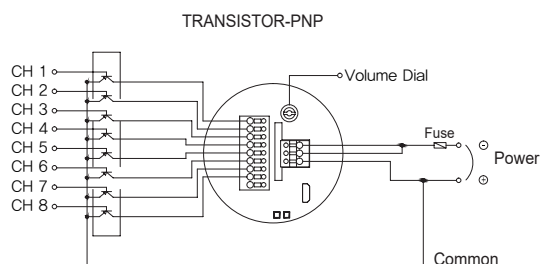 TRANSISTOR-PNP
CH 1
CH 2
CH 3
CH 4
CH 5
CH 6
CH 7
CH 8
Volume Dial
Fuse
Power
Common